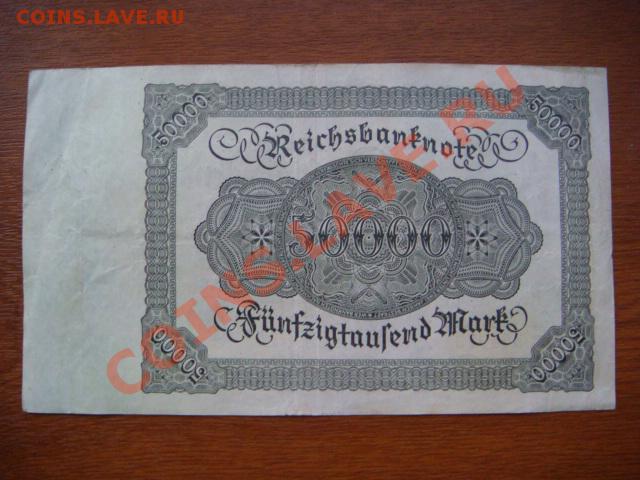 COINS.LAVE.RU
50000 50000
Reichsbanknote
50000
Fünfzigtausend Mark
50000 50000
COINS.LAVE.RU